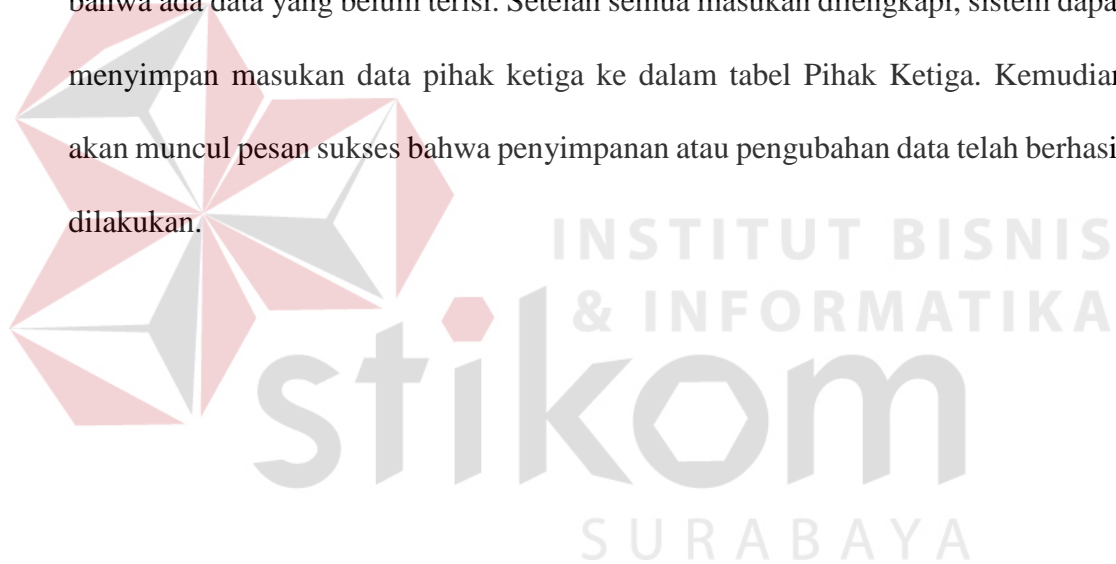 bahwa ada data yang belum terisi. Setelah semua masukan dilengkapi, sistem dapa
menyimpan masukan data pihak ketiga ke dalam tabel Pihak Ketiga. Kemudian
akan muncul pesan sukses bahwa penyimpanan atau pengubahan data telah berhasi
dilakukan.
INSTITUT BISNIS
& INFORMATIKA
stikom
SURABAYA